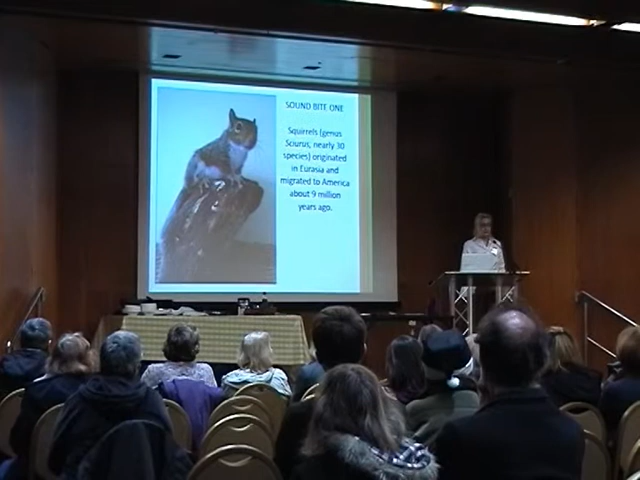 SOUND BITE ONE
Squirrels (genus
Sciurus, nearly 30
species) originated
in Eurasia and
migrated to America
about 9 million
years ago.